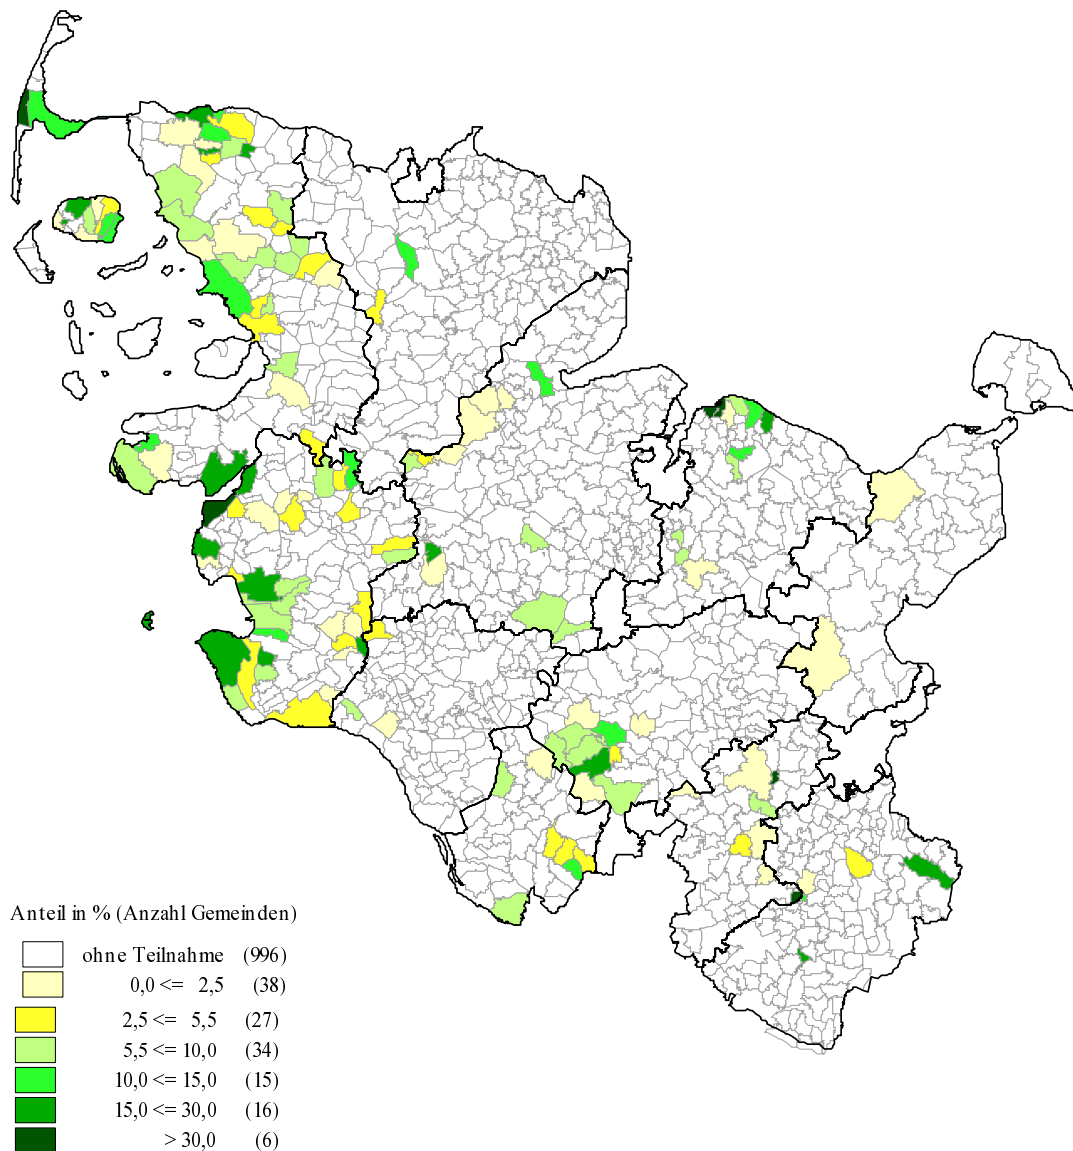 Anteil in % (Anzahl Gemeinden)
ohne Teilnahme (996)
0,0 <= 2,5 (38)
2,5 <= 5,5 (27)
5,5 <= 10,0 (34)
10,0 <= 15,0 (15)
15,0 <= 30,0 (16)
> 30,0 (6)